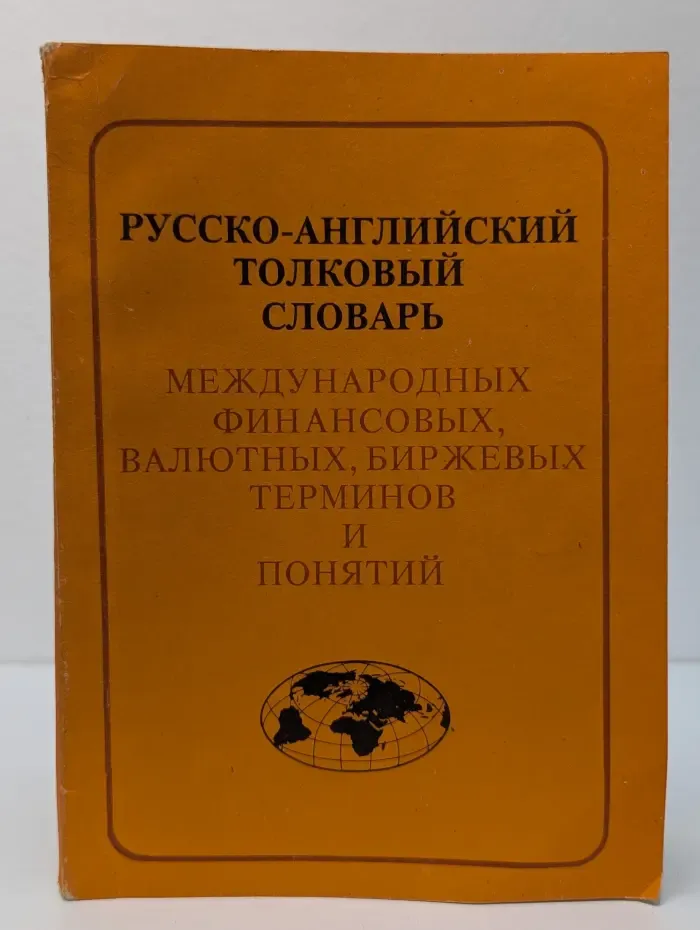 РУССКО-АНГЛИЙСКИЙ
ТОЛКОВЫЙ
СЛОВАРЬ
МЕЖДУНАРОДНЫХ
ФИНАНСОВЫХ,
ВАЛЮТНЫХ, БИРЖЕВЫХ
ТЕРМИНОВ
И
ПОНЯТИЙ